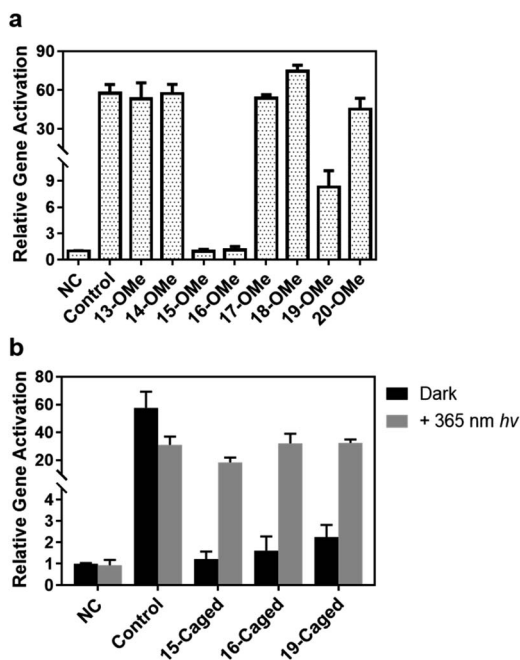 a
Relative Gene Activation
90
60
30
9
6
3
0
NC
Control
13-OMe
14-OMe
15-OMe
16-OMe
17-OMe
18-OMe
19-OMe
20-OMe
b
Relative Gene Activation
80
60
40
20
4
3
2
1
0
NC
Control
15-Caged
16-Caged
19-Caged
Dark
+ 365 nm hv